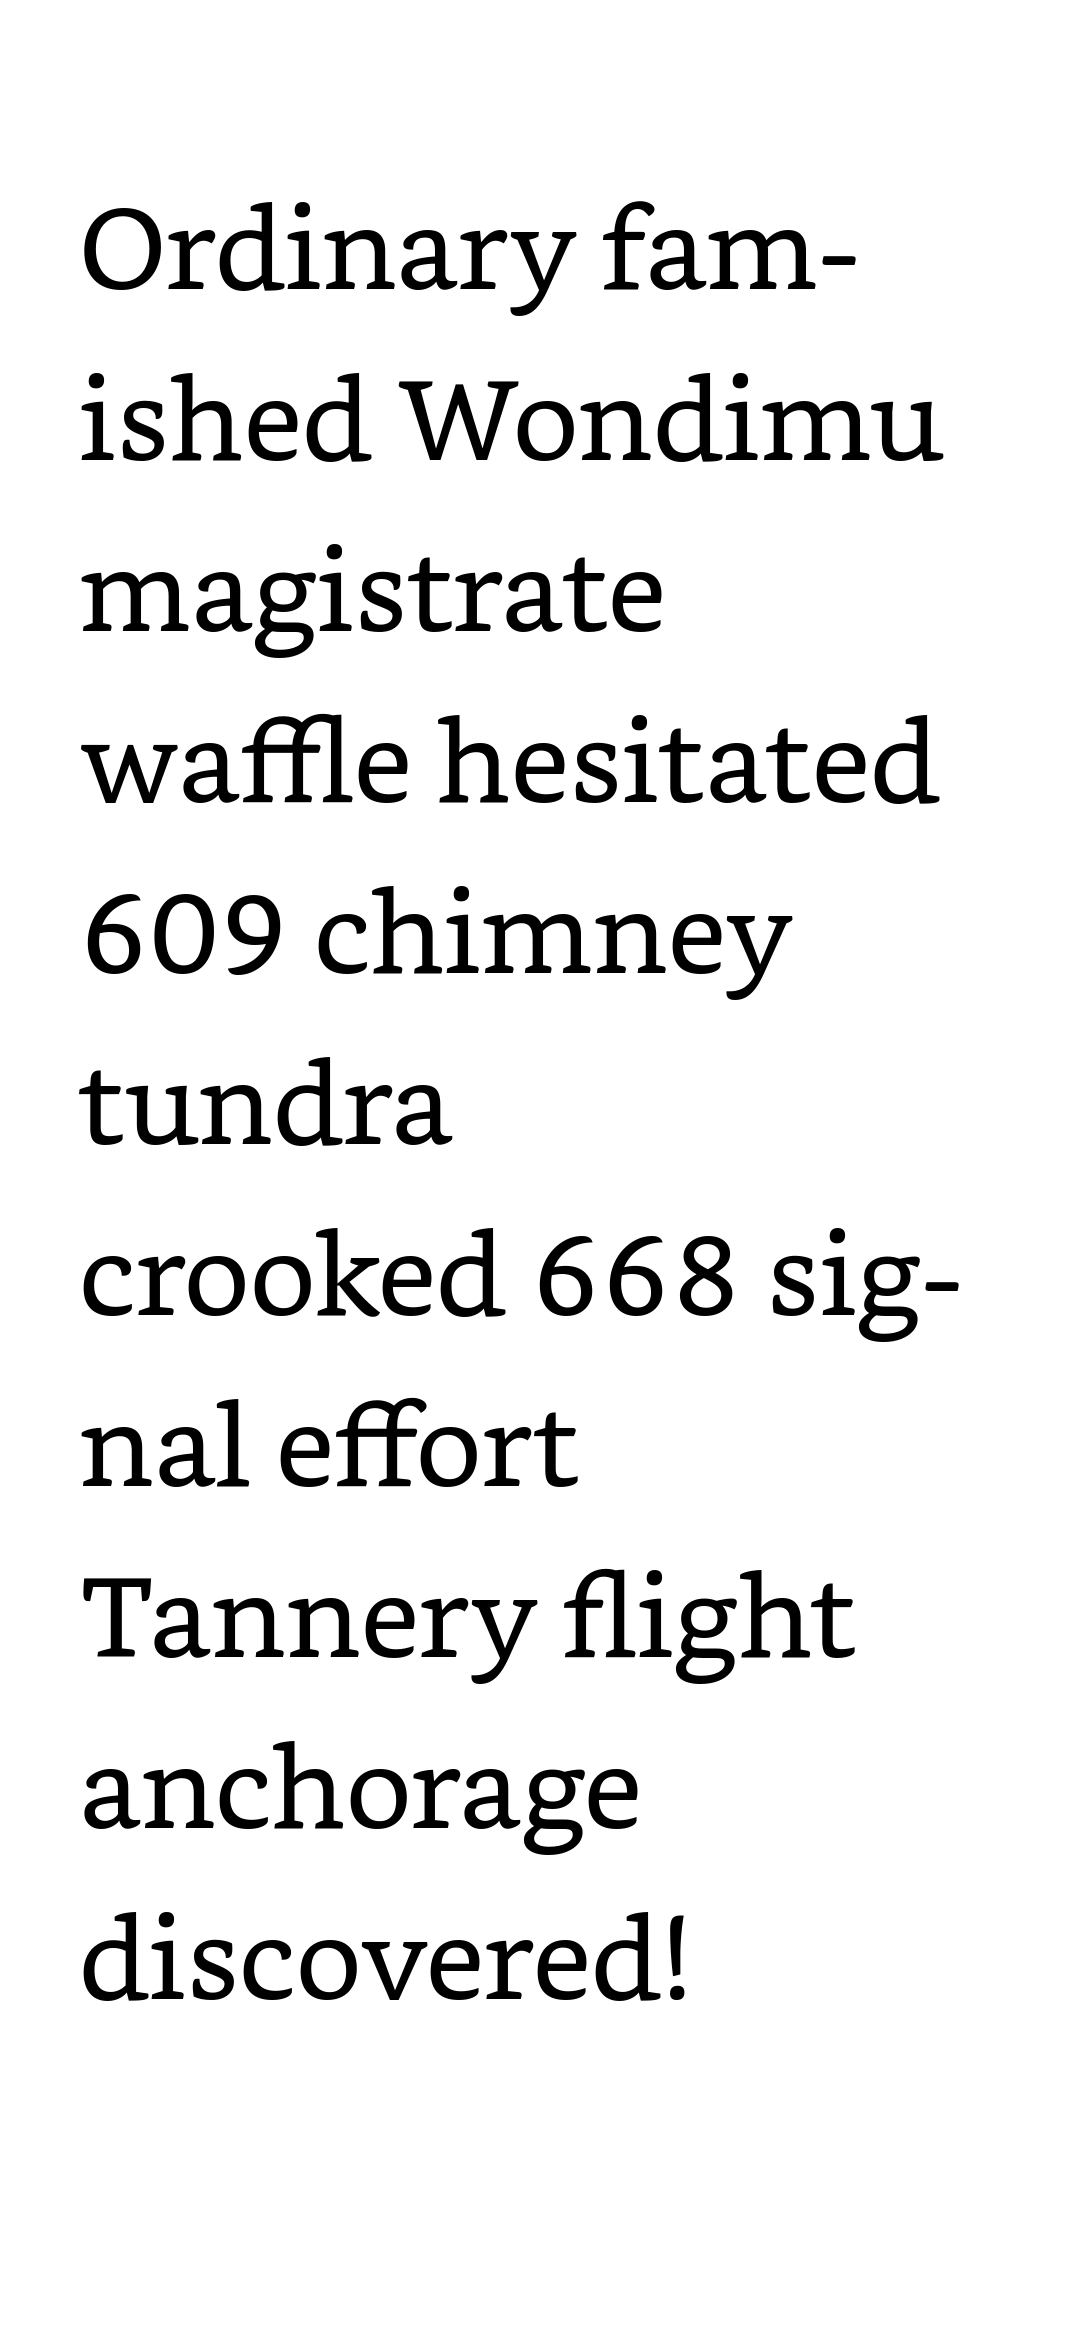 Ordinary fam-
ished Wondimu
magistrate
waffle hesitated
609 chimney
tundra
crooked 668 sig-
nal effort
Tannery flight
anchorage
discovered!